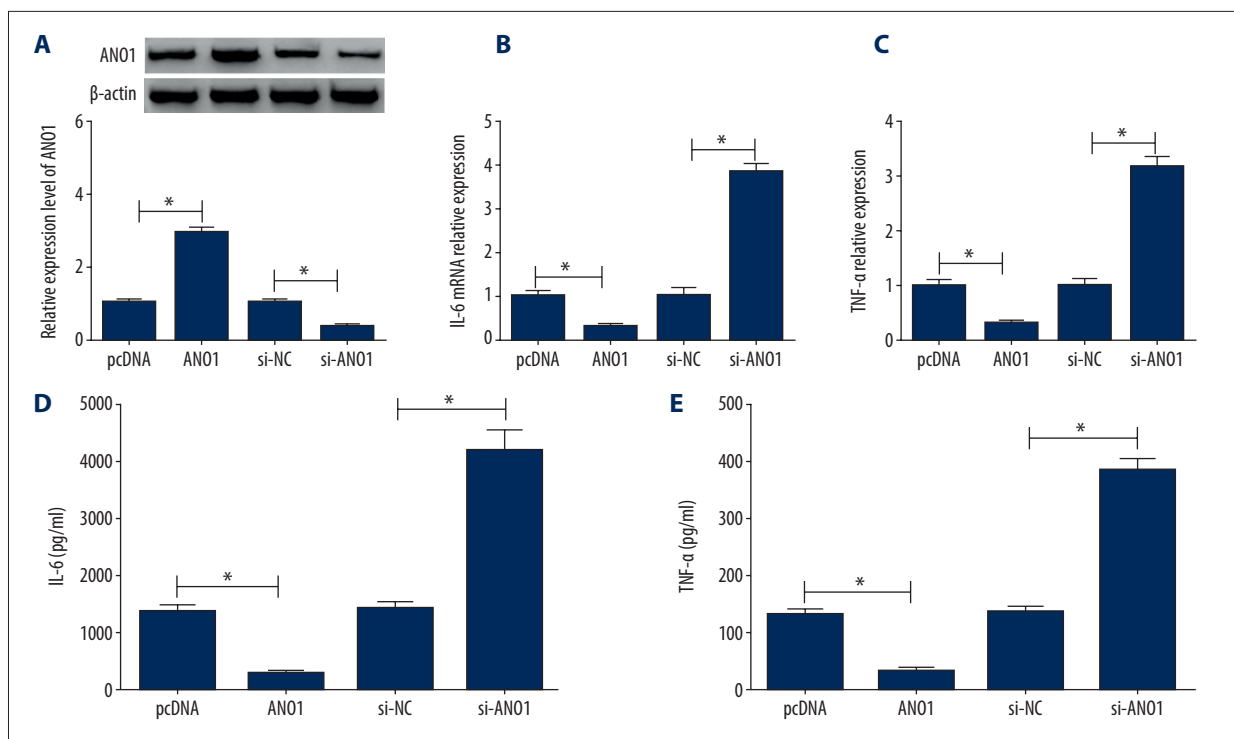 A
ANO1
β-actin
Relative expression level of ANO1
6
4
2
0
*
*
pcDNA ANO1 si-NC si-ANO1
B
IL-6 mRNA relative expression
5
4
3
2
1
0
*
*
pcDNA ANO1 si-NC si-ANO1
C
TNF-α relative expression
4
3
2
1
0
*
*
pcDNA ANO1 si-NC si-ANO1
D
IL-6 (pg/ml)
5000
4000
3000
2000
1000
0
*
*
pcDNA ANO1 si-NC si-ANO1
E
TNF-α (pg/ml)
500
400
300
200
100
0
*
*
pcDNA ANO1 si-NC si-ANO1